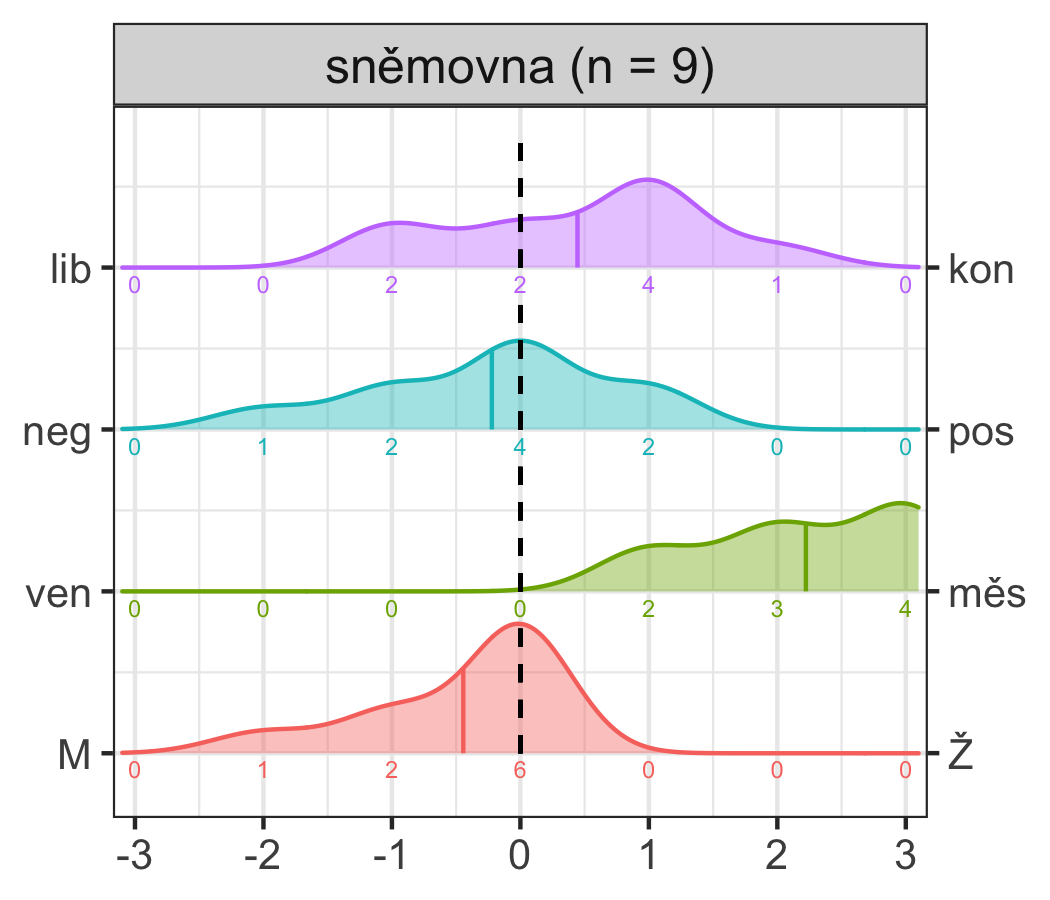 sněmovna (n = 9)
lib kon
0 0 2 2 4 1 0
neg pos
0 1 2 4 2 0 0
ven měs
0 0 0 0 2 3 4
M Ž
0 1 2 6 0 0 0
-3 -2 -1 0 1 2 3